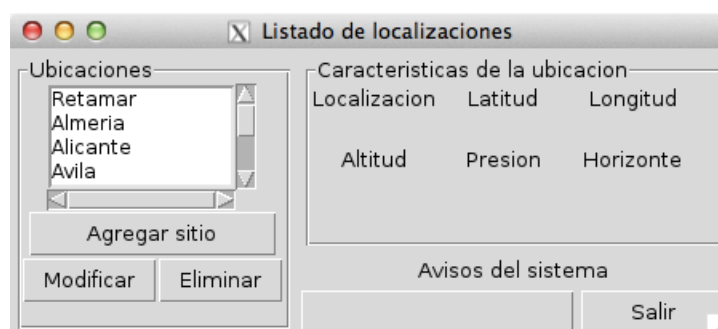 Listado de localizaciones
Ubicaciones
Retamar
Almeria
Alicante
Avila
Agregar sitio
Modificar Eliminar
Caracteristicas de la ubicacion
Localizacion Latitud Longitud
Altitud Presion Horizonte
Avisos del sistema
Salir